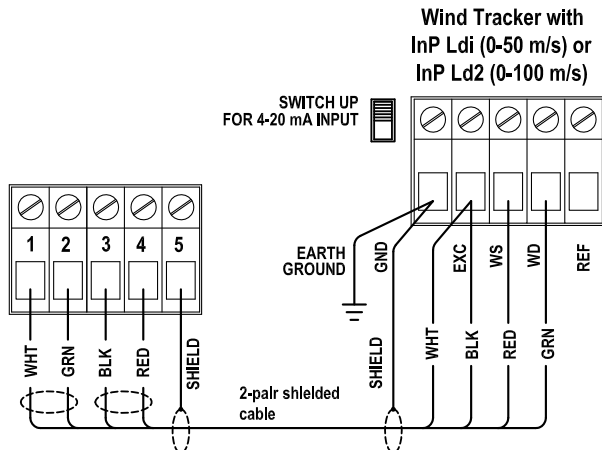 Wind Tracker with
InP Ldi (0-50 m/s) or
InP Ld2 (0-100 m/s)
SWITCH UP
FOR 4-20 mA INPUT
1 2 3 4 5
EARTH
GROUND
GND
EXC
WS
WD
REF
WHT
GRN
BLK
RED
SHIELD
2-pair shielded
cable
SHIELD
WHT
BLK
RED
GRN